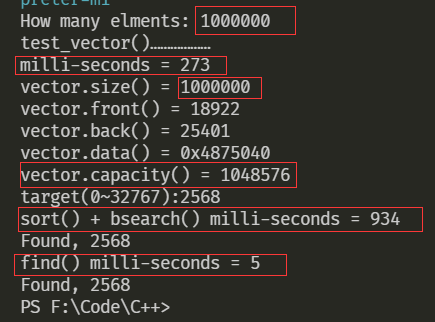 preter=mi
How many elments: 1000000
test_vector()..................
milli-seconds = 273
vector.size() = 1000000
vector.front() = 18922
vector.back() = 25401
vector.data() = 0x4875040
vector.capacity() = 1048576
target(0~32767):2568
sort() + bsearch() milli-seconds = 934
Found, 2568
find() milli-seconds = 5
Found, 2568
PS F:\Code\C++>